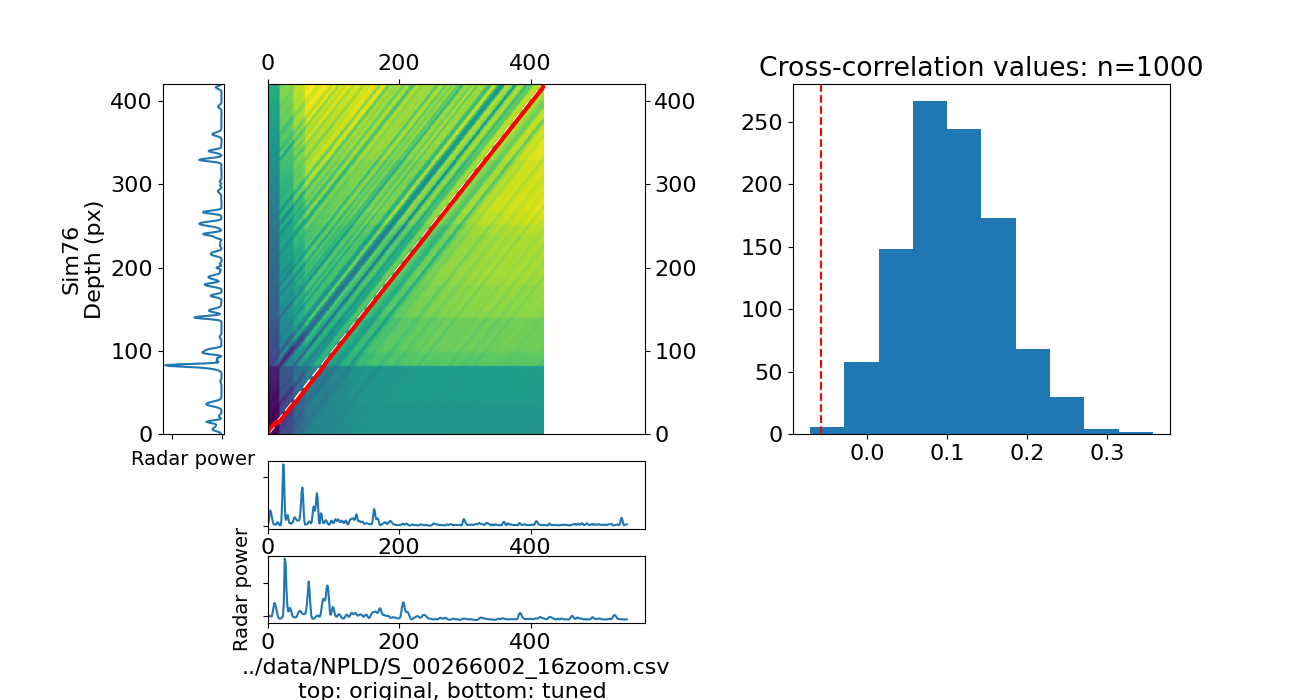 0 200 400
Cross-correlation values: n=1000
Sim76
Depth (px)
400
300
200
100
0
400
300
200
100
0
250
200
150
100
50
0
0.0 0.1 0.2 0.3
Radar power
0 200 400
Radar power
0 200 400
../data/NPLD/S_00266002_16zoom.csv
top: original, bottom: tuned